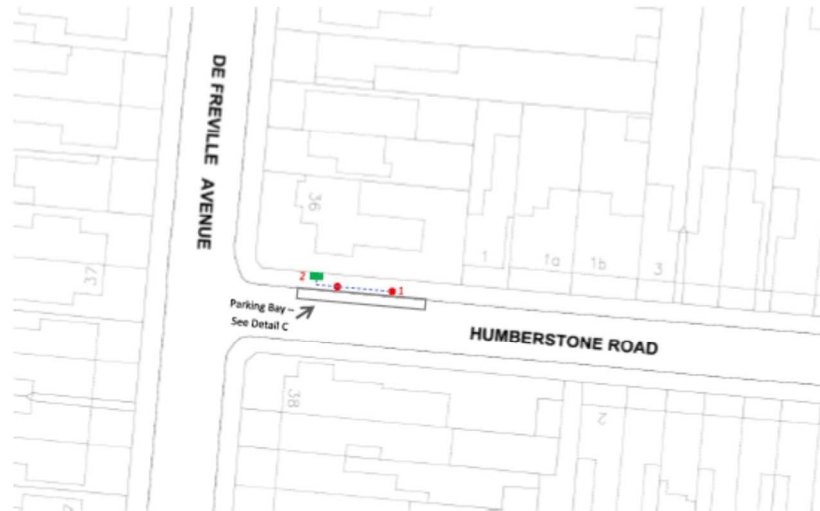 DE FREVILLE AVENUE
36
37
1
1a
1b
3
2
1
Parking Bay –
See Detail C
HUMBERSTONE ROAD
38
2